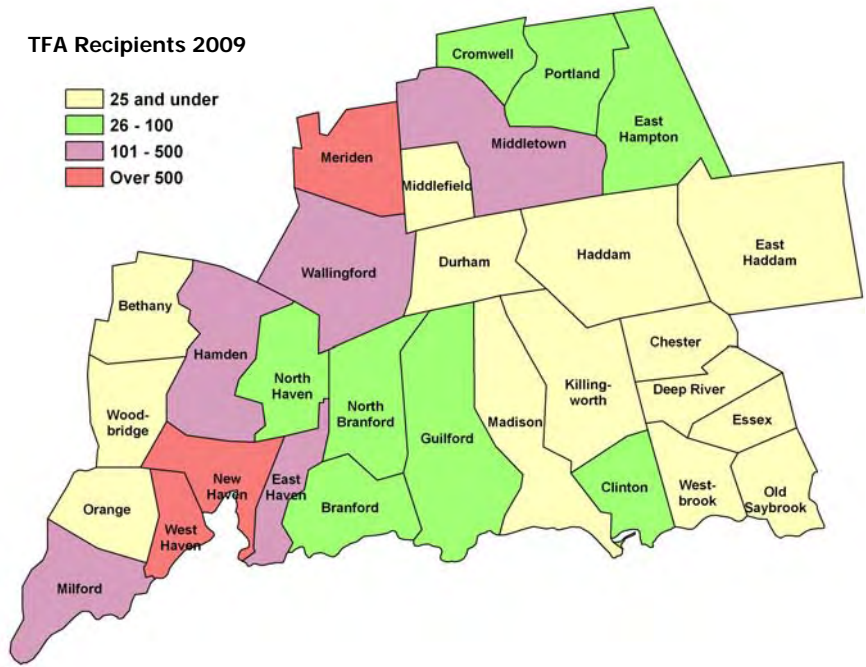 TFA Recipients 2009
25 and under
26 - 100
101 - 500
Over 500
Cromwell
Portland
East
Hampton
Meriden
Middletown
Middlefield
Wallingford
Durham
Haddam
East
Haddam
Bethany
Hamden
North
Haven
Chester
Killing-
worth
Deep River
Essex
Wood-
bridge
North
Branford
Guilford
Madison
New
Haven
East
Haven
Branford
Clinton
West-
brook
Old
Saybrook
Orange
West
Haven
Milford